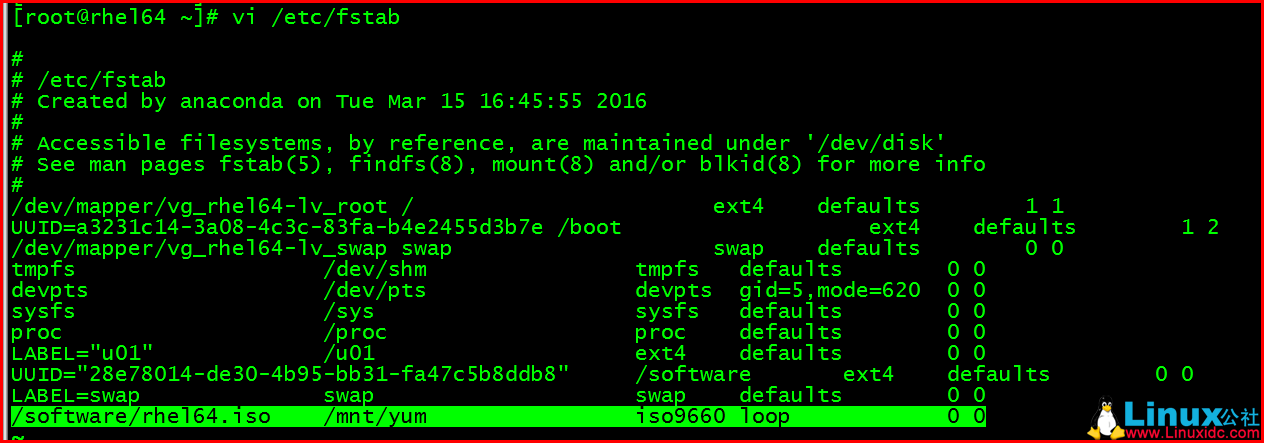 [root@rhel64 ~]# vi /etc/fstab
#
# /etc/fstab
# Created by anaconda on Tue Mar 15 16:45:55 2016
#
# Accessible filesystems, by reference, are maintained under '/dev/disk'
# See man pages fstab(5), findfs(8), mount(8) and/or blkid(8) for more info
#
/dev/mapper/vg_rhel64-lv_root / ext4 defaults 1 1
UUID=a3231c14-3a08-4c3c-83fa-b4e2455d3b7e /boot ext4 defaults 1 2
/dev/mapper/vg_rhel64-lv_swap swap swap defaults 0 0
tmpfs /dev/shm tmpfs defaults 0 0
devpts /dev/pts devpts gid=5,mode=620 0 0
sysfs /sys sysfs defaults 0 0
proc /proc proc defaults 0 0
LABEL="u01" /u01 ext4 defaults 0 0
UUID="28e78014-de30-4b95-bb31-fa47c5b8ddb8" /software ext4 defaults 0 0
LABEL=swap swap swap defaults 0 0
/software/rhel64.iso /mnt/yum iso9660 loop 0 0
~
Linux公社
www.Linuxidc.com